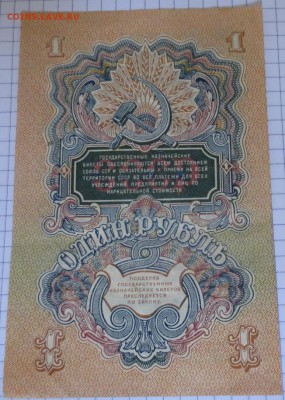 COINS.LAVE.RU
1 1
ГОСУДАРСТВЕННЫЕ КАЗНАЧЕЙСКИЕ
БИЛЕТЫ ОБЕСПЕЧИВАЮТСЯ ВСЕМ ДОСТОЯНИЕМ
СОЮЗА ССР И ОБЯЗАТЕЛЬНЫ К ПРИЕМУ НА ВСЕЙ
ТЕРРИТОРИИ СССР ВО ВСЕ ПЛАТЕЖИ ДЛЯ ВСЕХ
УЧРЕЖДЕНИЙ, ПРЕДПРИЯТИЙ И ЛИЦ ПО
НАРИЦАТЕЛЬНОЙ СТОИМОСТИ
ОДИН РУБЛЬ
ПОДДЕЛКА
ГОСУДАРСТВЕННЫХ
КАЗНАЧЕЙСКИХ БИЛЕТОВ
ПРЕСЛЕДУЕТСЯ
ПО ЗАКОНУ
1 1